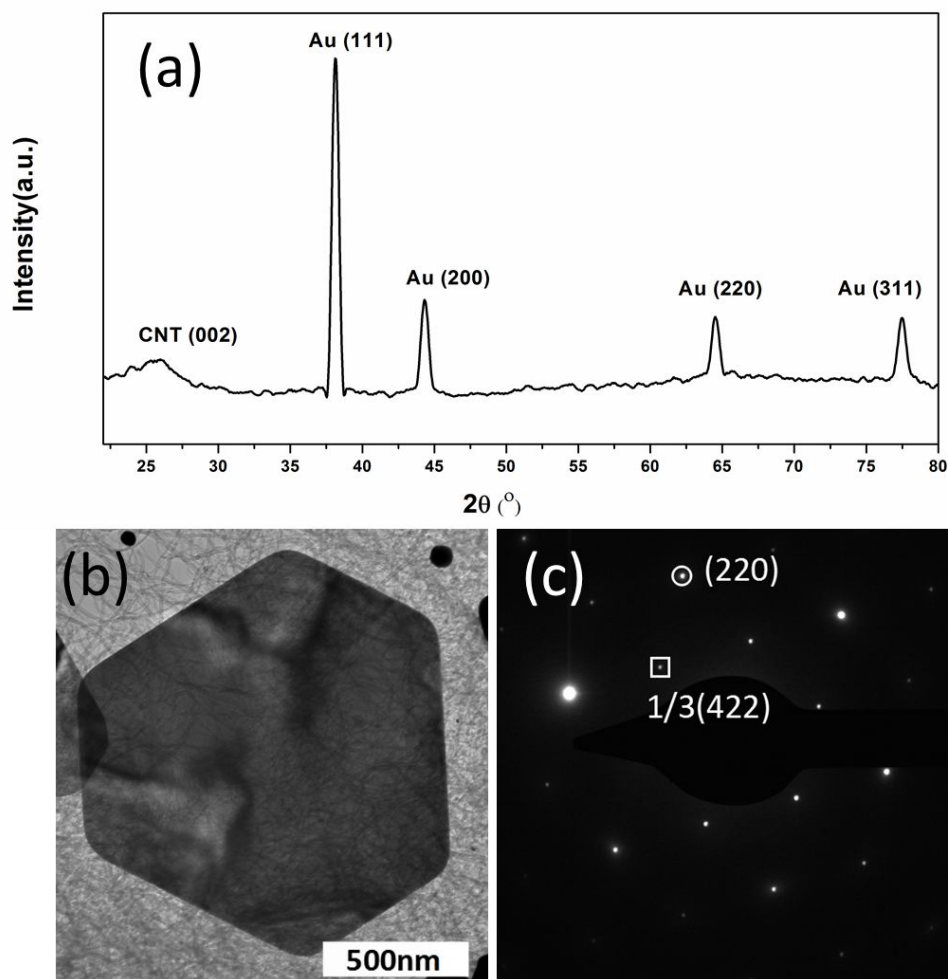 (a)
Au (111)
Au (200)
Au (220)
Au (311)
CNT (002)
Intensity(a.u.)
25 30 35 40 45 50 55 60 65 70 75 80
2θ (°)
(b)
500nm
(c)
(220)
1/3(422)